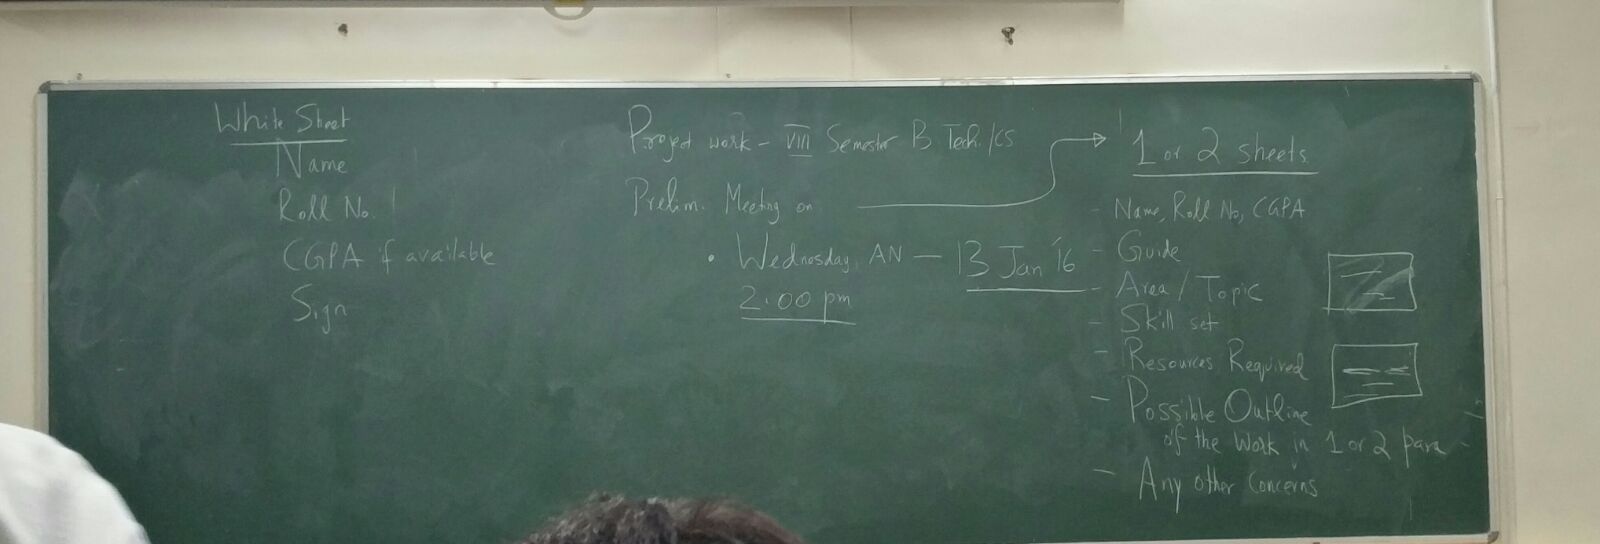 White Sheet
Name
Roll No.
CGPA if available
Sign
Project work - VIII Semester B Tech/CS
Prelim. Meeting on
• Wednesday, AN - 13 Jan '16
2.00 pm
1 or 2 sheets
- Name, Roll No, CGPA
- Guide
- Area / Topic
- Skill set
- Resources Required
- Possible Outline
of the Work in 1 or 2 para
- Any other Concerns